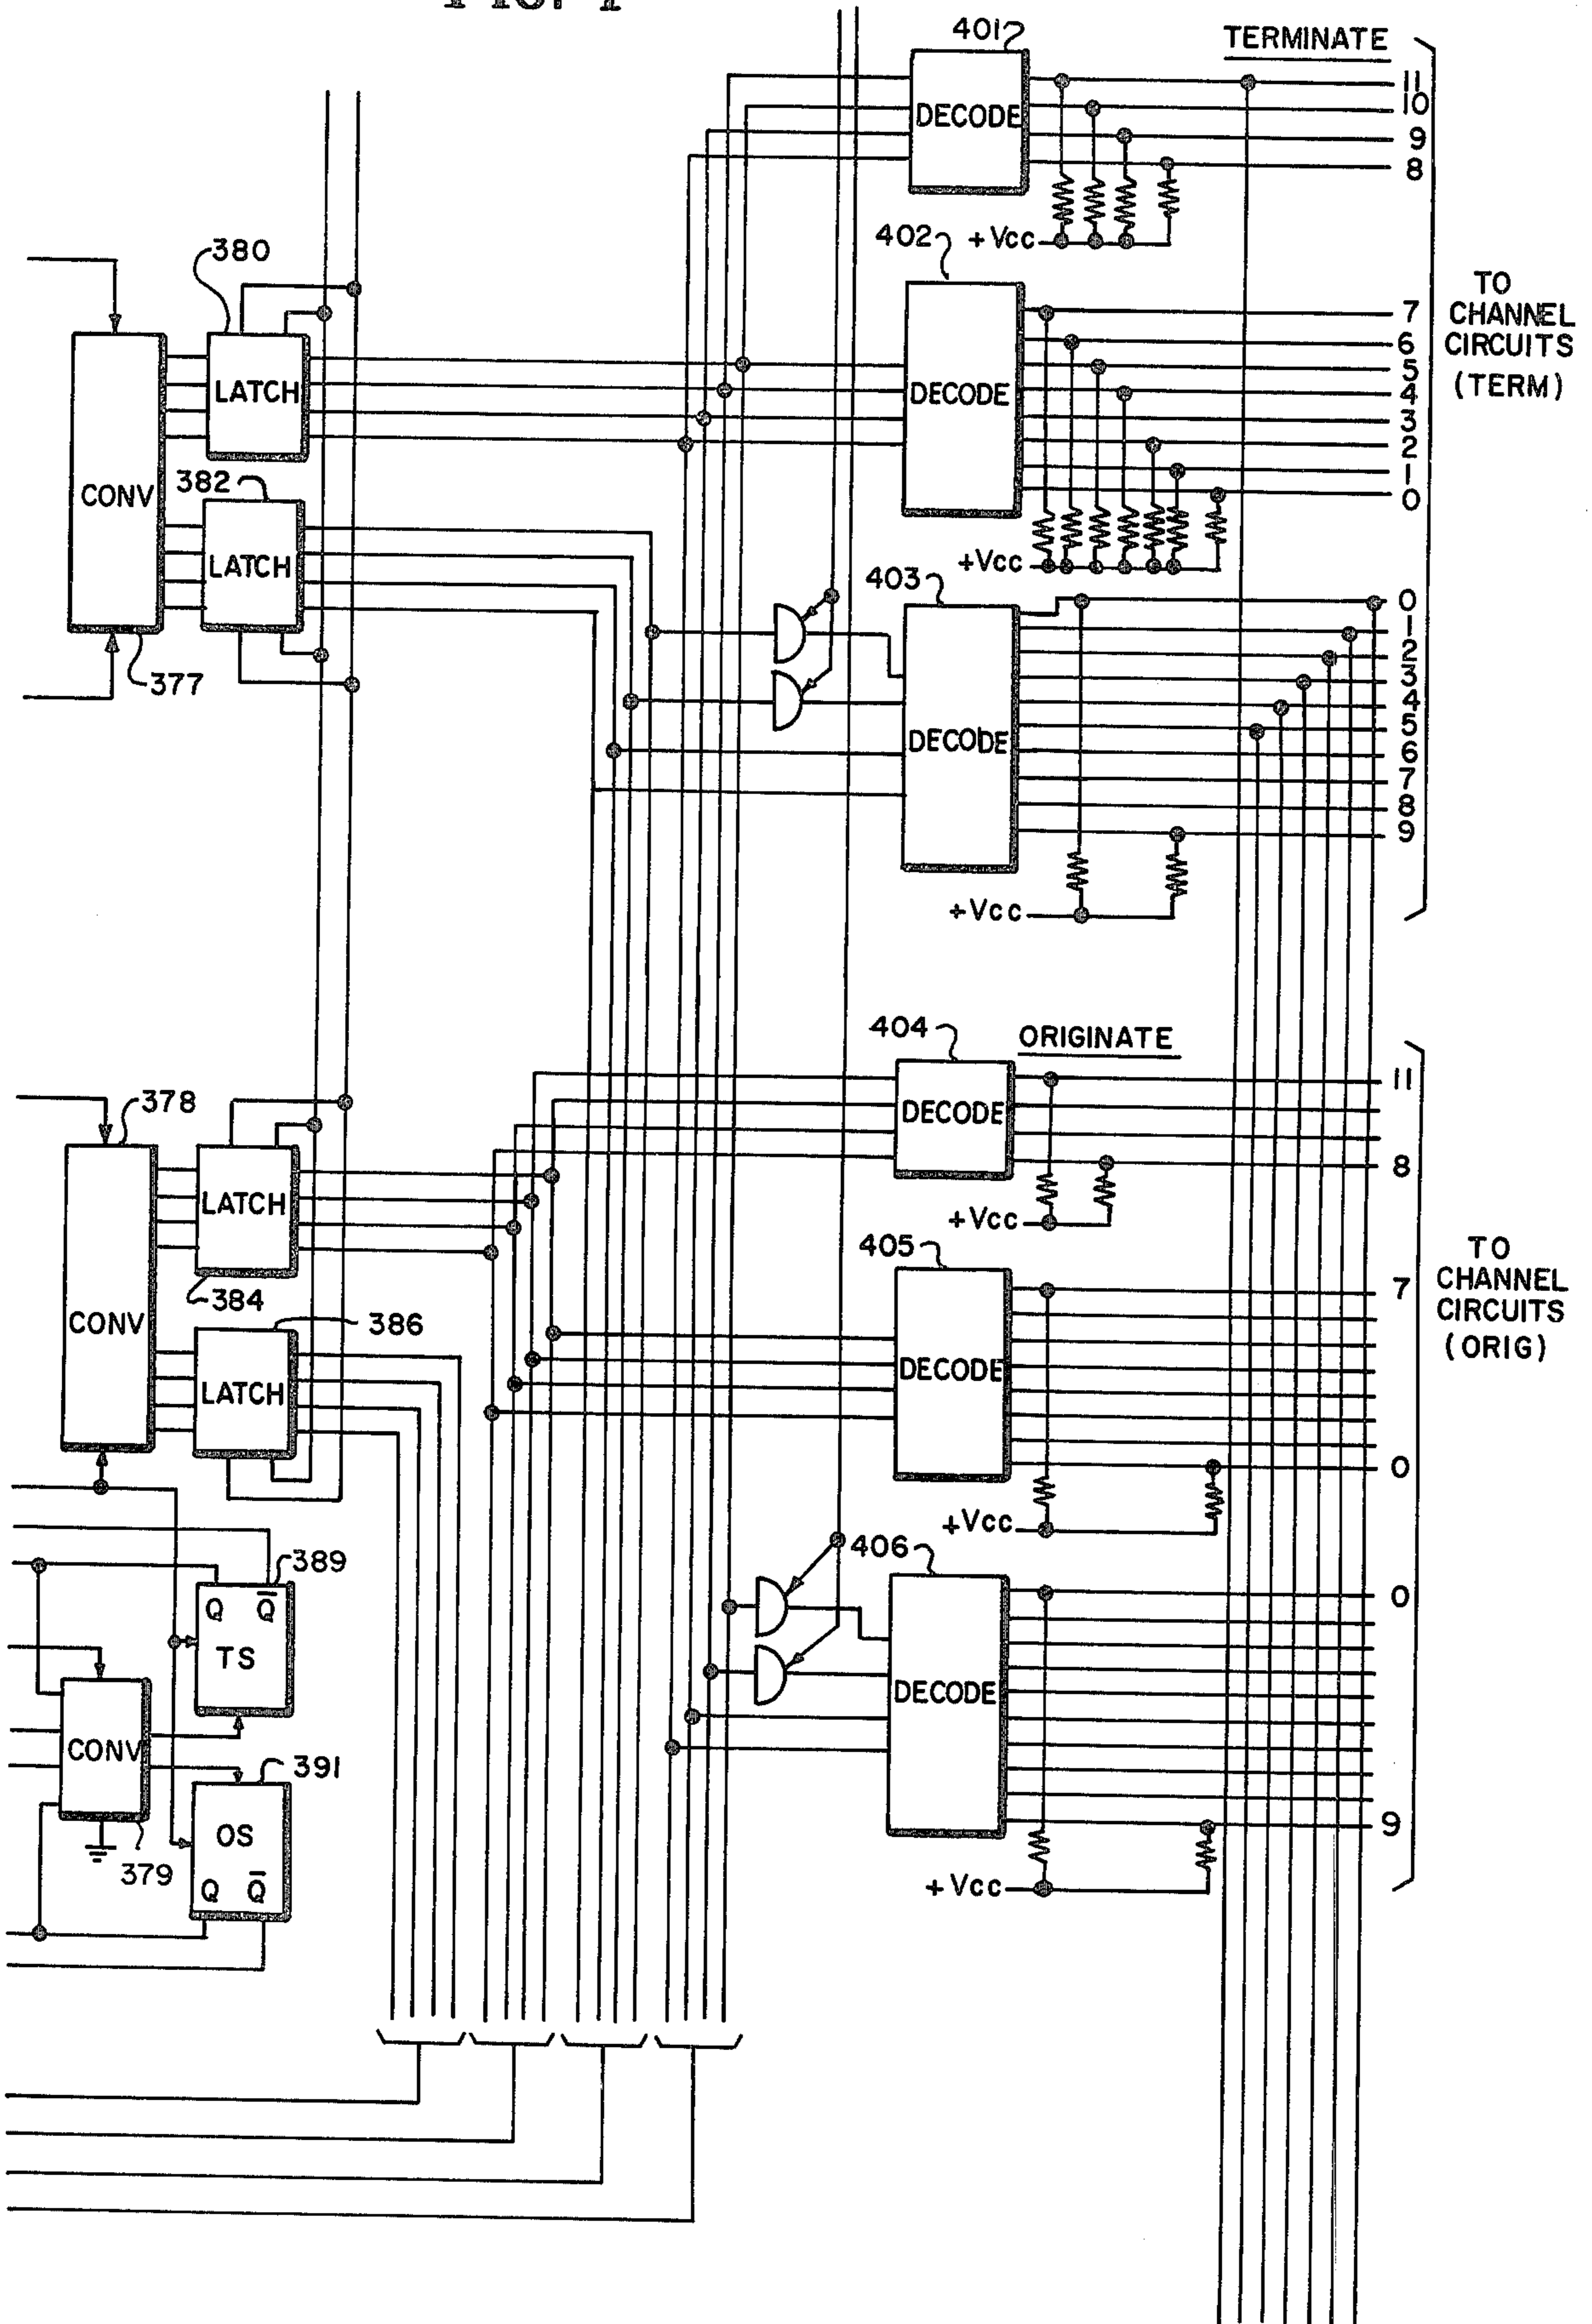 401
TERMINATE
DECODE
11
10
9
8
+Vcc
380
402
LATCH
DECODE
7
6
5
4
3
2
1
0
TO
CHANNEL
CIRCUITS
(TERM)
CONV
382
LATCH
+Vcc
377
403
DECODE
0
1
2
3
4
5
6
7
8
9
+Vcc
404
ORIGINATE
DECODE
11
8
+Vcc
378
LATCH
384
CONV
386
LATCH
405
DECODE
7
0
+Vcc
TO
CHANNEL
CIRCUITS
(ORIG)
389
Q Q̅
TS
406
DECODE
0
9
+Vcc
CONV
379
391
OS
Q Q̅